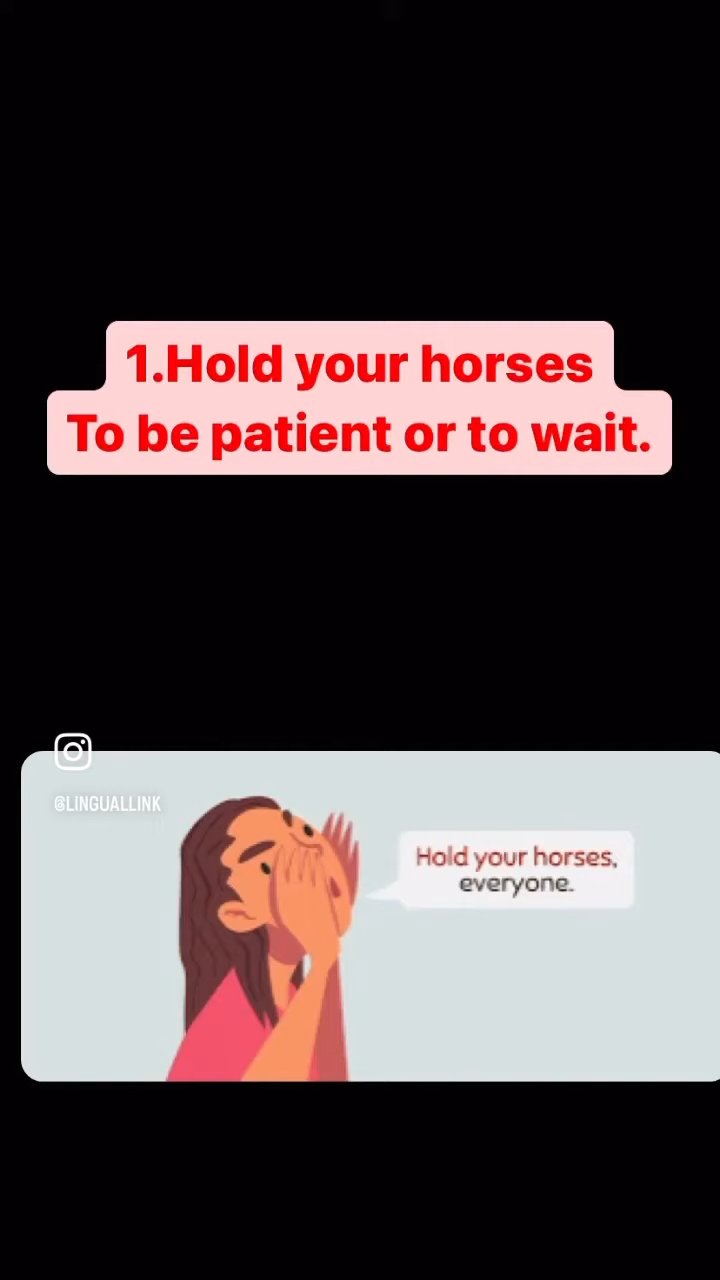 1.Hold your horses
To be patient or to wait.
@LINGUALLINK
Hold your horses,
everyone.